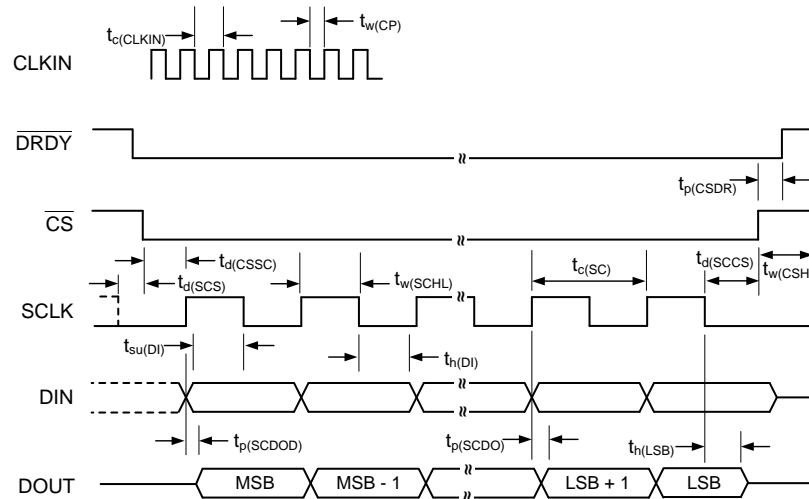 t_c(CLKIN)
t_w(CP)
CLKIN
DRDY
t_p(CSDR)
CS
t_d(CSSC)
t_c(SC)
t_d(SCCS)
t_d(SCS)
t_w(SCHL)
t_w(CSH
SCLK
t_su(DI)
t_h(DI)
DIN
t_p(SCDOD)
t_p(SCDO)
t_h(LSB)
DOUT
MSB
MSB - 1
LSB + 1
LSB